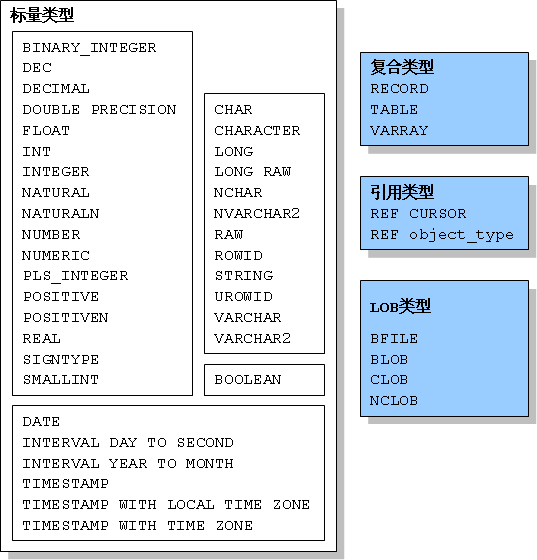 标量类型
BINARY_INTEGER
DEC
DECIMAL
DOUBLE PRECISION
FLOAT
INT
INTEGER
NATURAL
NATURALN
NUMBER
NUMERIC
PLS_INTEGER
POSITIVE
POSITIVEN
REAL
SIGNTYPE
SMALLINT
CHAR
CHARACTER
LONG
LONG RAW
NCHAR
NVARCHAR2
RAW
ROWID
STRING
UROWID
VARCHAR
VARCHAR2
BOOLEAN
DATE
INTERVAL DAY TO SECOND
INTERVAL YEAR TO MONTH
TIMESTAMP
TIMESTAMP WITH LOCAL TIME ZONE
TIMESTAMP WITH TIME ZONE
复合类型
RECORD
TABLE
VARRAY
引用类型
REF CURSOR
REF object_type
LOB类型
BFILE
BLOB
CLOB
NCLOB